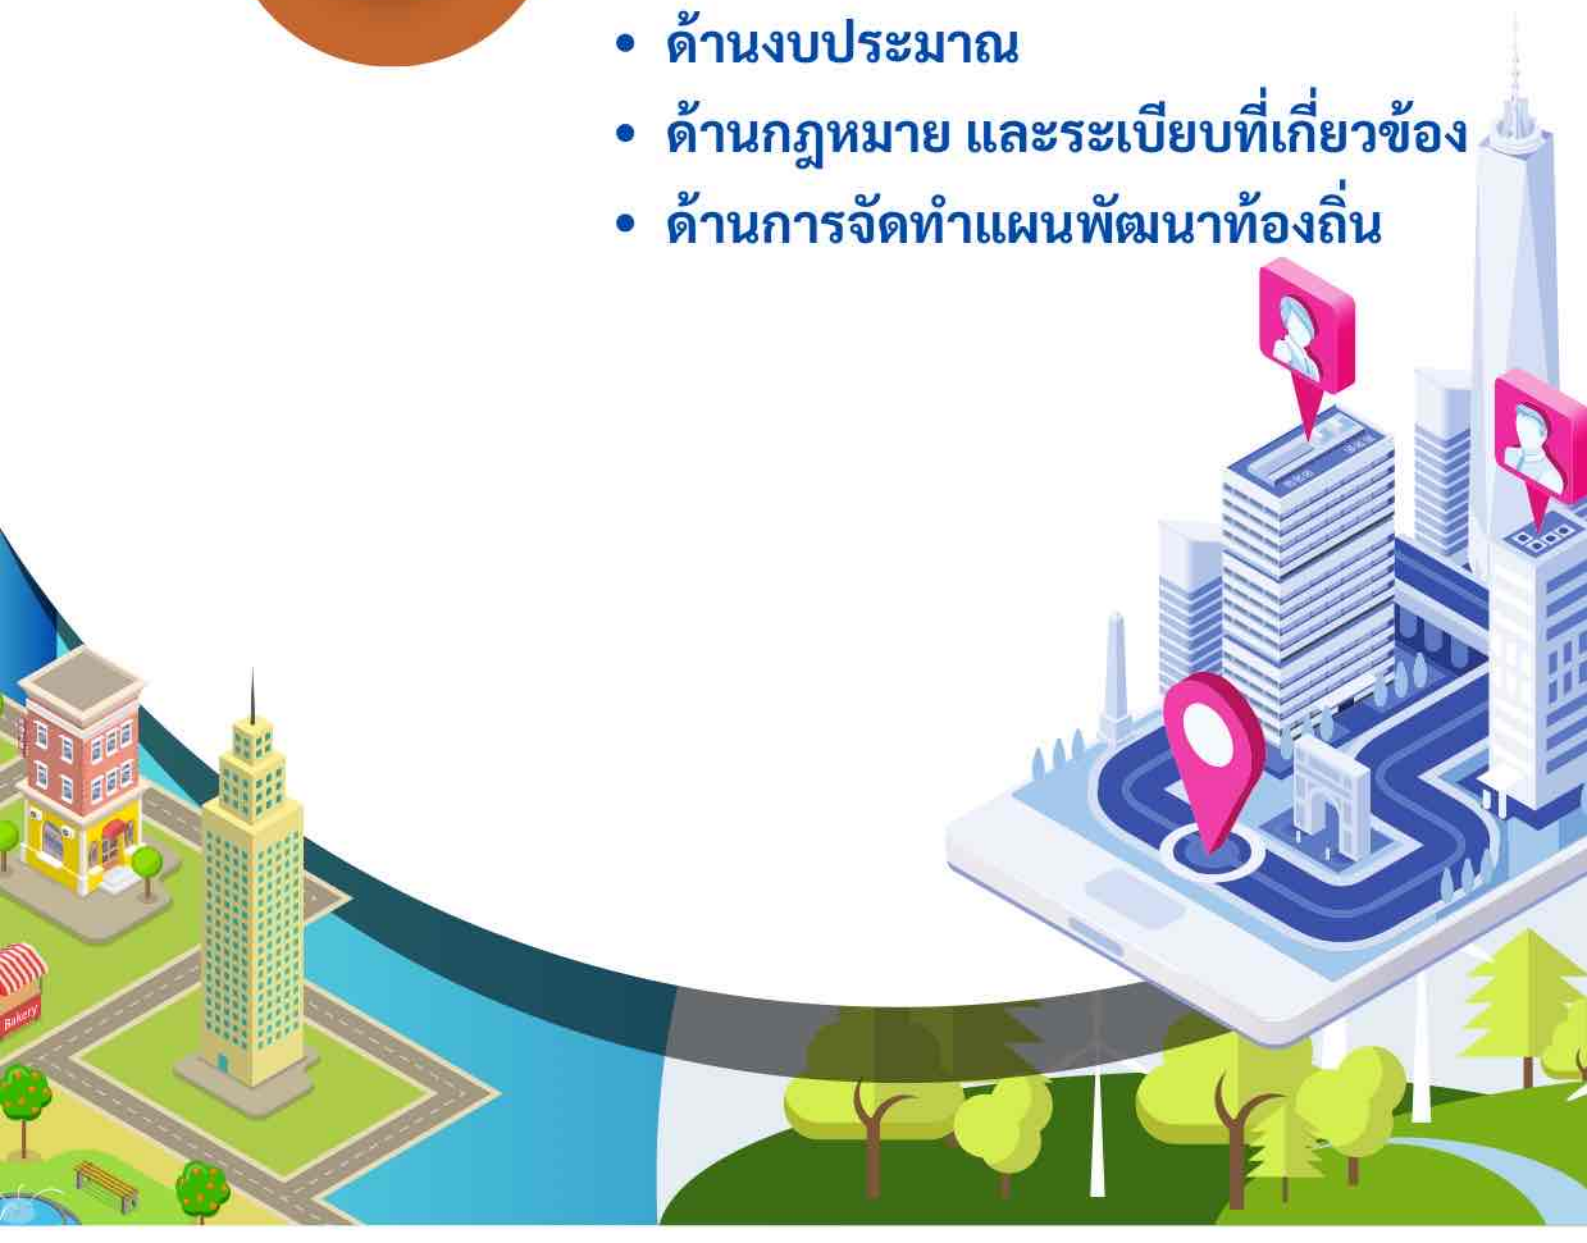 • ด้านงบประมาณ
• ด้านกฎหมาย และระเบียบที่เกี่ยวข้อง
• ด้านการจัดทำแผนพัฒนาท้องถิ่น
Bakery